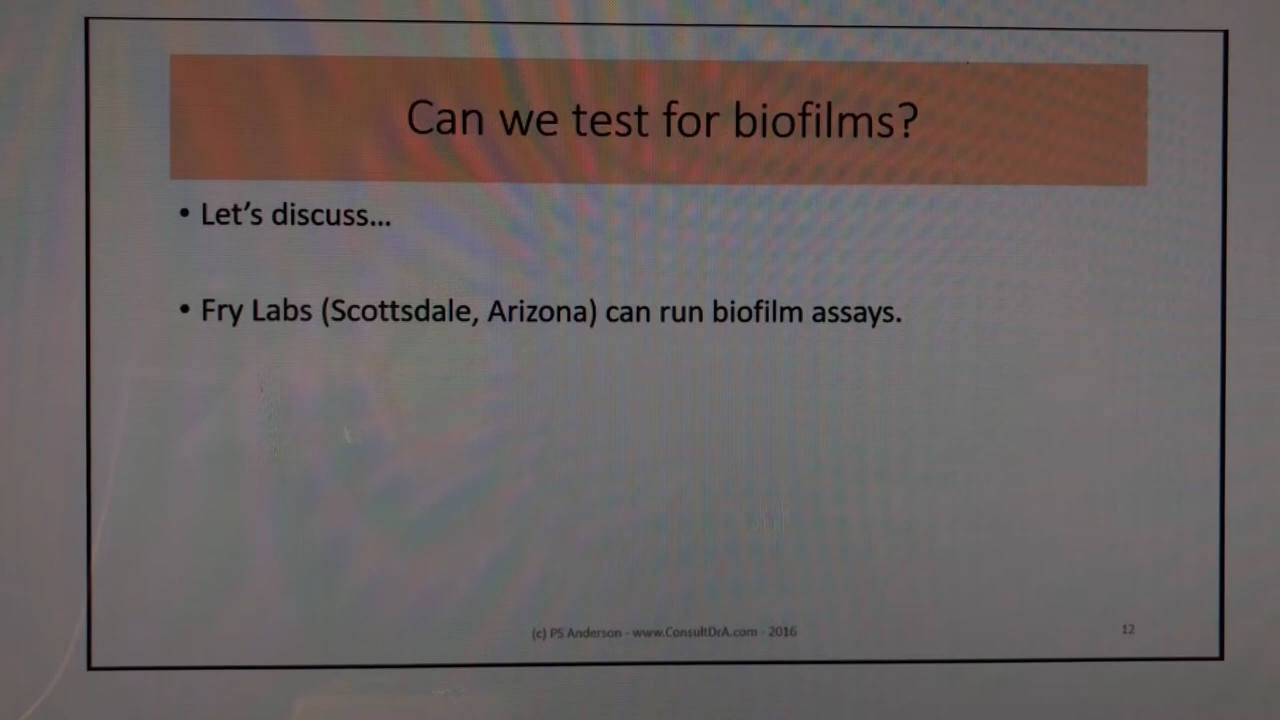 Can we test for biofilms?
• Let's discuss...
• Fry Labs (Scottsdale, Arizona) can run biofilm assays.
(c) PS Anderson - www.ConsultDrA.com - 2016
12